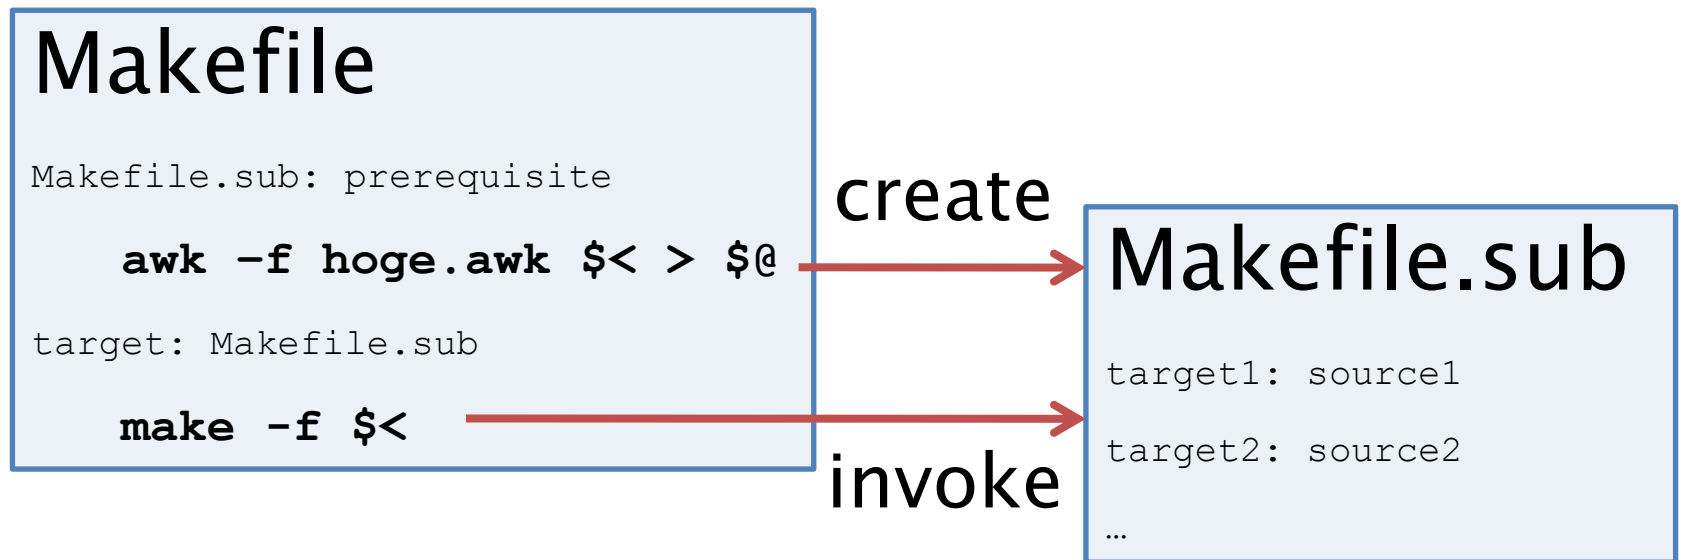 Makefile
Makefile.sub: prerequisite
awk –f hoge.awk $< > $@
target: Makefile.sub
make -f $<
create
invoke
Makefile.sub
target1: source1
target2: source2
…